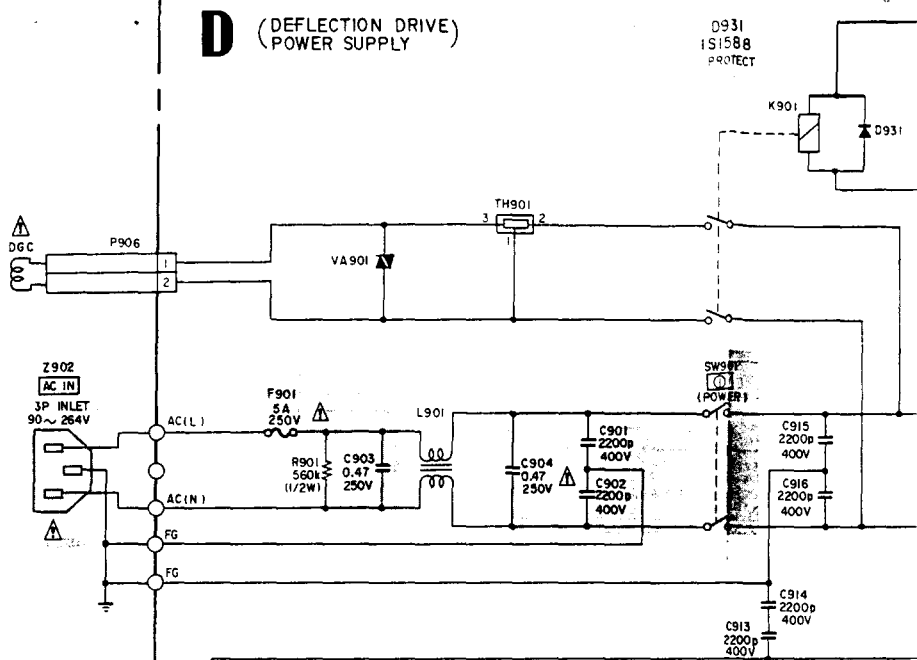 D
(DEFLECTION DRIVE)
POWER SUPPLY
D931
1S1588
PROTECT
K901
D931
TH901
3
2
1
DGC
P906
1
2
VA901
Z902
AC IN
3P INLET
90～264V
F901
5A
250V
L901
SW901
(POWER)
AC(L)
R901
560k
(1/2W)
C903
0.47
250V
C904
0.47
250V
C901
2200p
400V
C902
2200p
400V
C915
2200p
400V
C916
2200p
400V
AC(N)
FG
FG
C914
2200p
400V
C913
2200p
400V